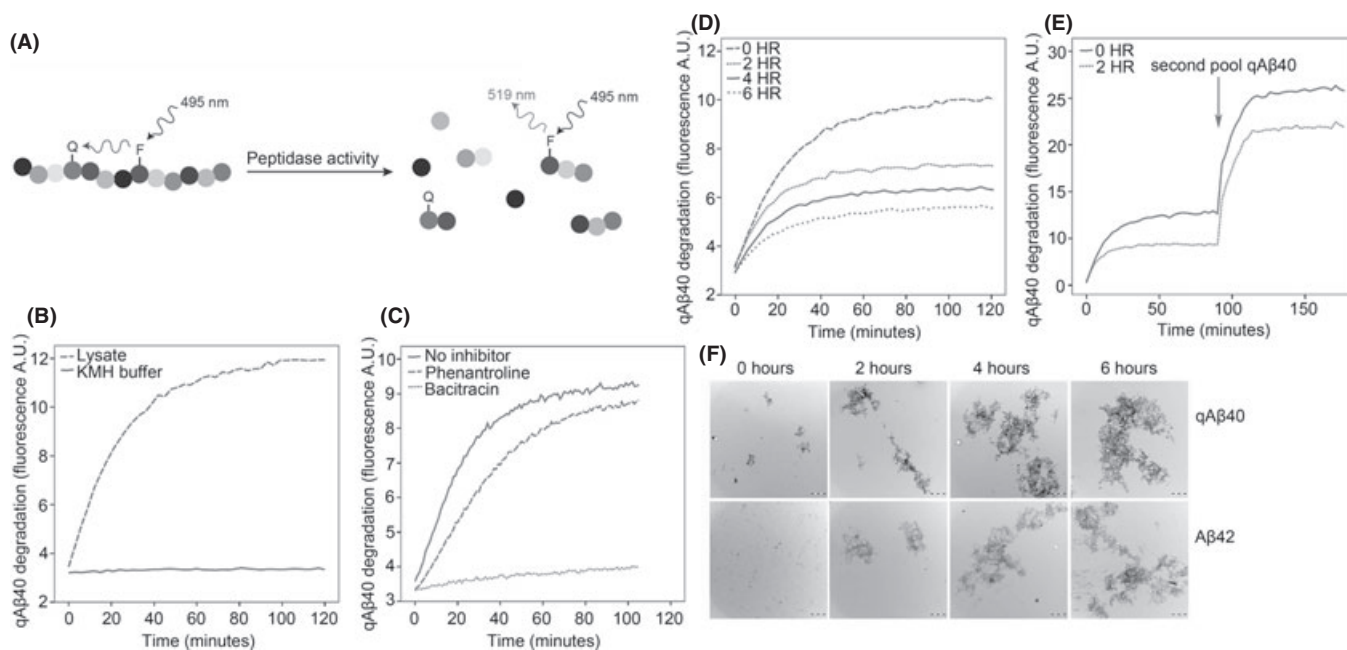 (A)
495 nm
Q
F
Peptidase activity
519 nm
495 nm
F
Q
(B)
qAβ40 degradation (fluorescence A.U.)
12
10
8
6
4
2
Lysate
KMH buffer
0 20 40 60 80 100 120
Time (minutes)
(C)
qAβ40 degradation (fluorescence A.U.)
10
9
8
7
6
5
4
3
No inhibitor
Phenantroline
Bacitracin
0 20 40 60 80 100 120
Time (minutes)
(D)
qAβ40 degradation (fluorescence A.U.)
12
10
8
6
4
2
0 HR
2 HR
4 HR
6 HR
0 20 40 60 80 100 120
Time (minutes)
(E)
qAβ40 degradation (fluorescence A.U.)
30
25
20
15
10
0
0 HR
2 HR
second pool qAβ40
0 50 100 150
Time (minutes)
(F)
0 hours 2 hours 4 hours 6 hours
qAβ40
Aβ42